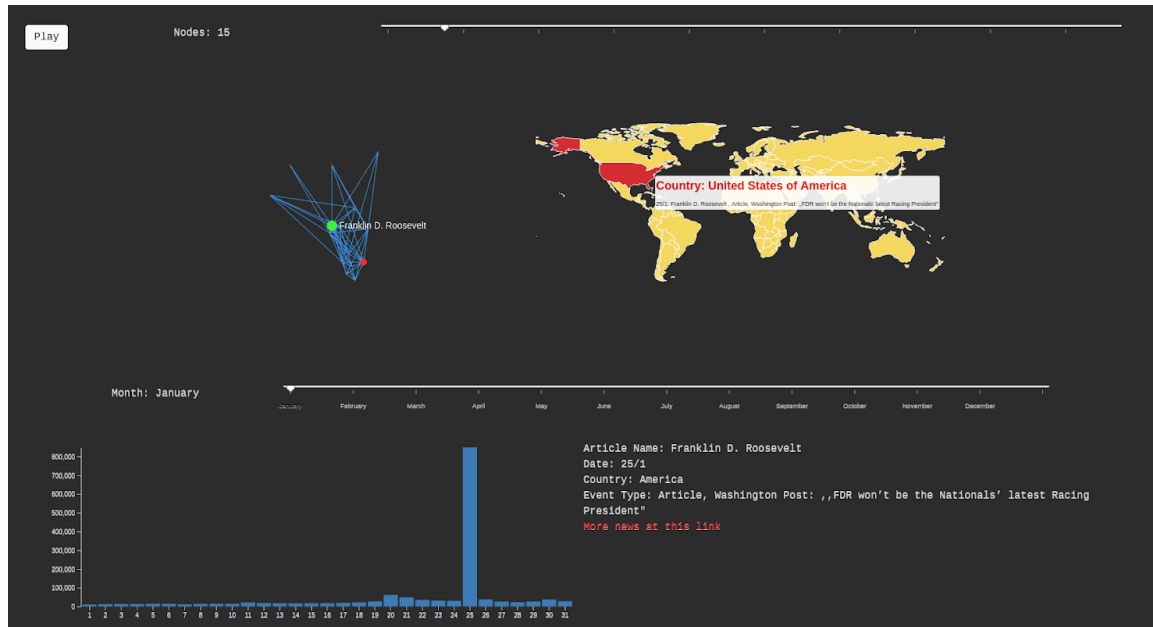 Play
Nodes: 15
Country: United States of America
25/1: Franklin D. Roosevelt , Article, Washington Post: ,,FDR won't be the Nationals' latest Racing President"
Franklin D. Roosevelt
Month: January
January February March April May June July August September October November December
800,000
700,000
600,000
500,000
400,000
300,000
200,000
100,000
0
1 2 3 4 5 6 7 8 9 10 11 12 13 14 15 16 17 18 19 20 21 22 23 24 25 26 27 28 29 30 31
Article Name: Franklin D. Roosevelt
Date: 25/1
Country: America
Event Type: Article, Washington Post: ,,FDR won't be the Nationals' latest Racing
President"
More news at this link